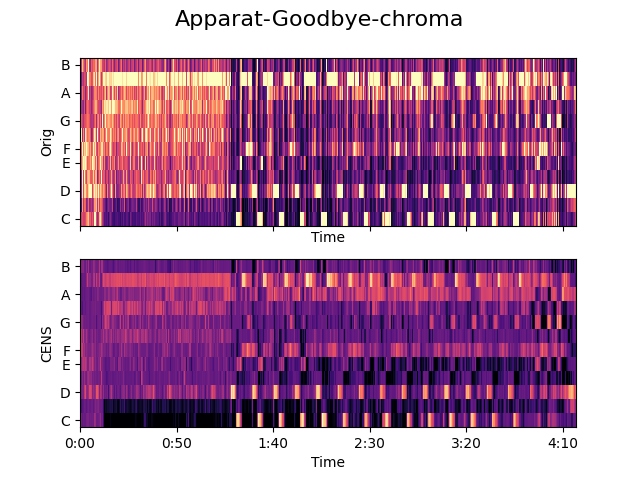 Apparat-Goodbye-chroma
Orig
B
A
G
F
E
D
C
Time
CENS
B
A
G
F
E
D
C
0:00 0:50 1:40 2:30 3:20 4:10
Time